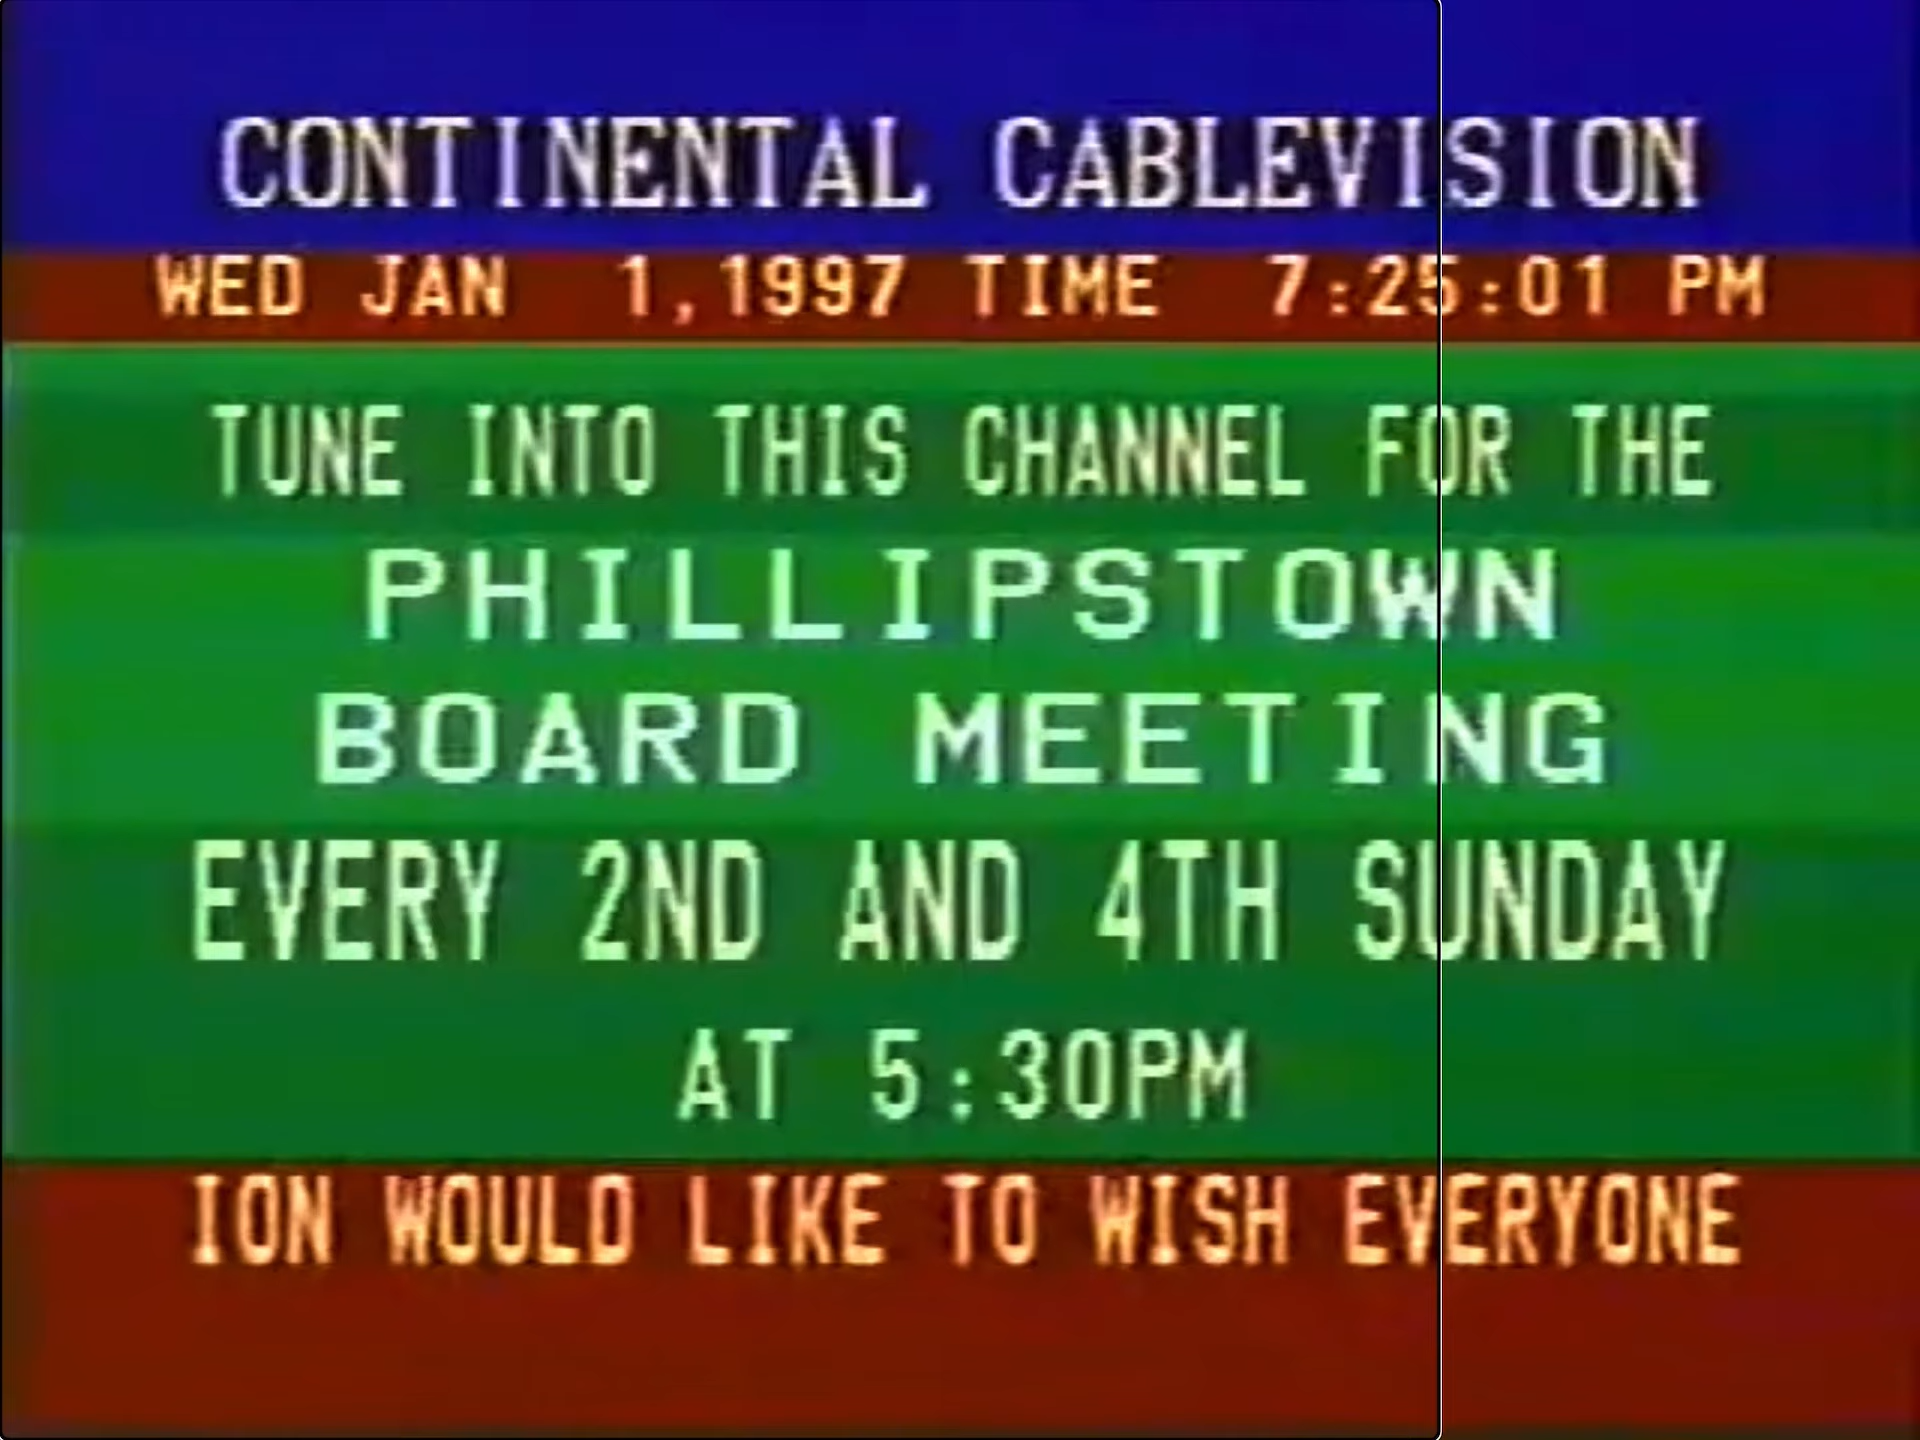 CONTINENTAL CABLEVISION
WED JAN 1,1997 TIME 7:25:01 PM
TUNE INTO THIS CHANNEL FOR THE
PHILLIPSTOWN
BOARD MEETING
EVERY 2ND AND 4TH SUNDAY
AT 5:30PM
ION WOULD LIKE TO WISH EVERYONE